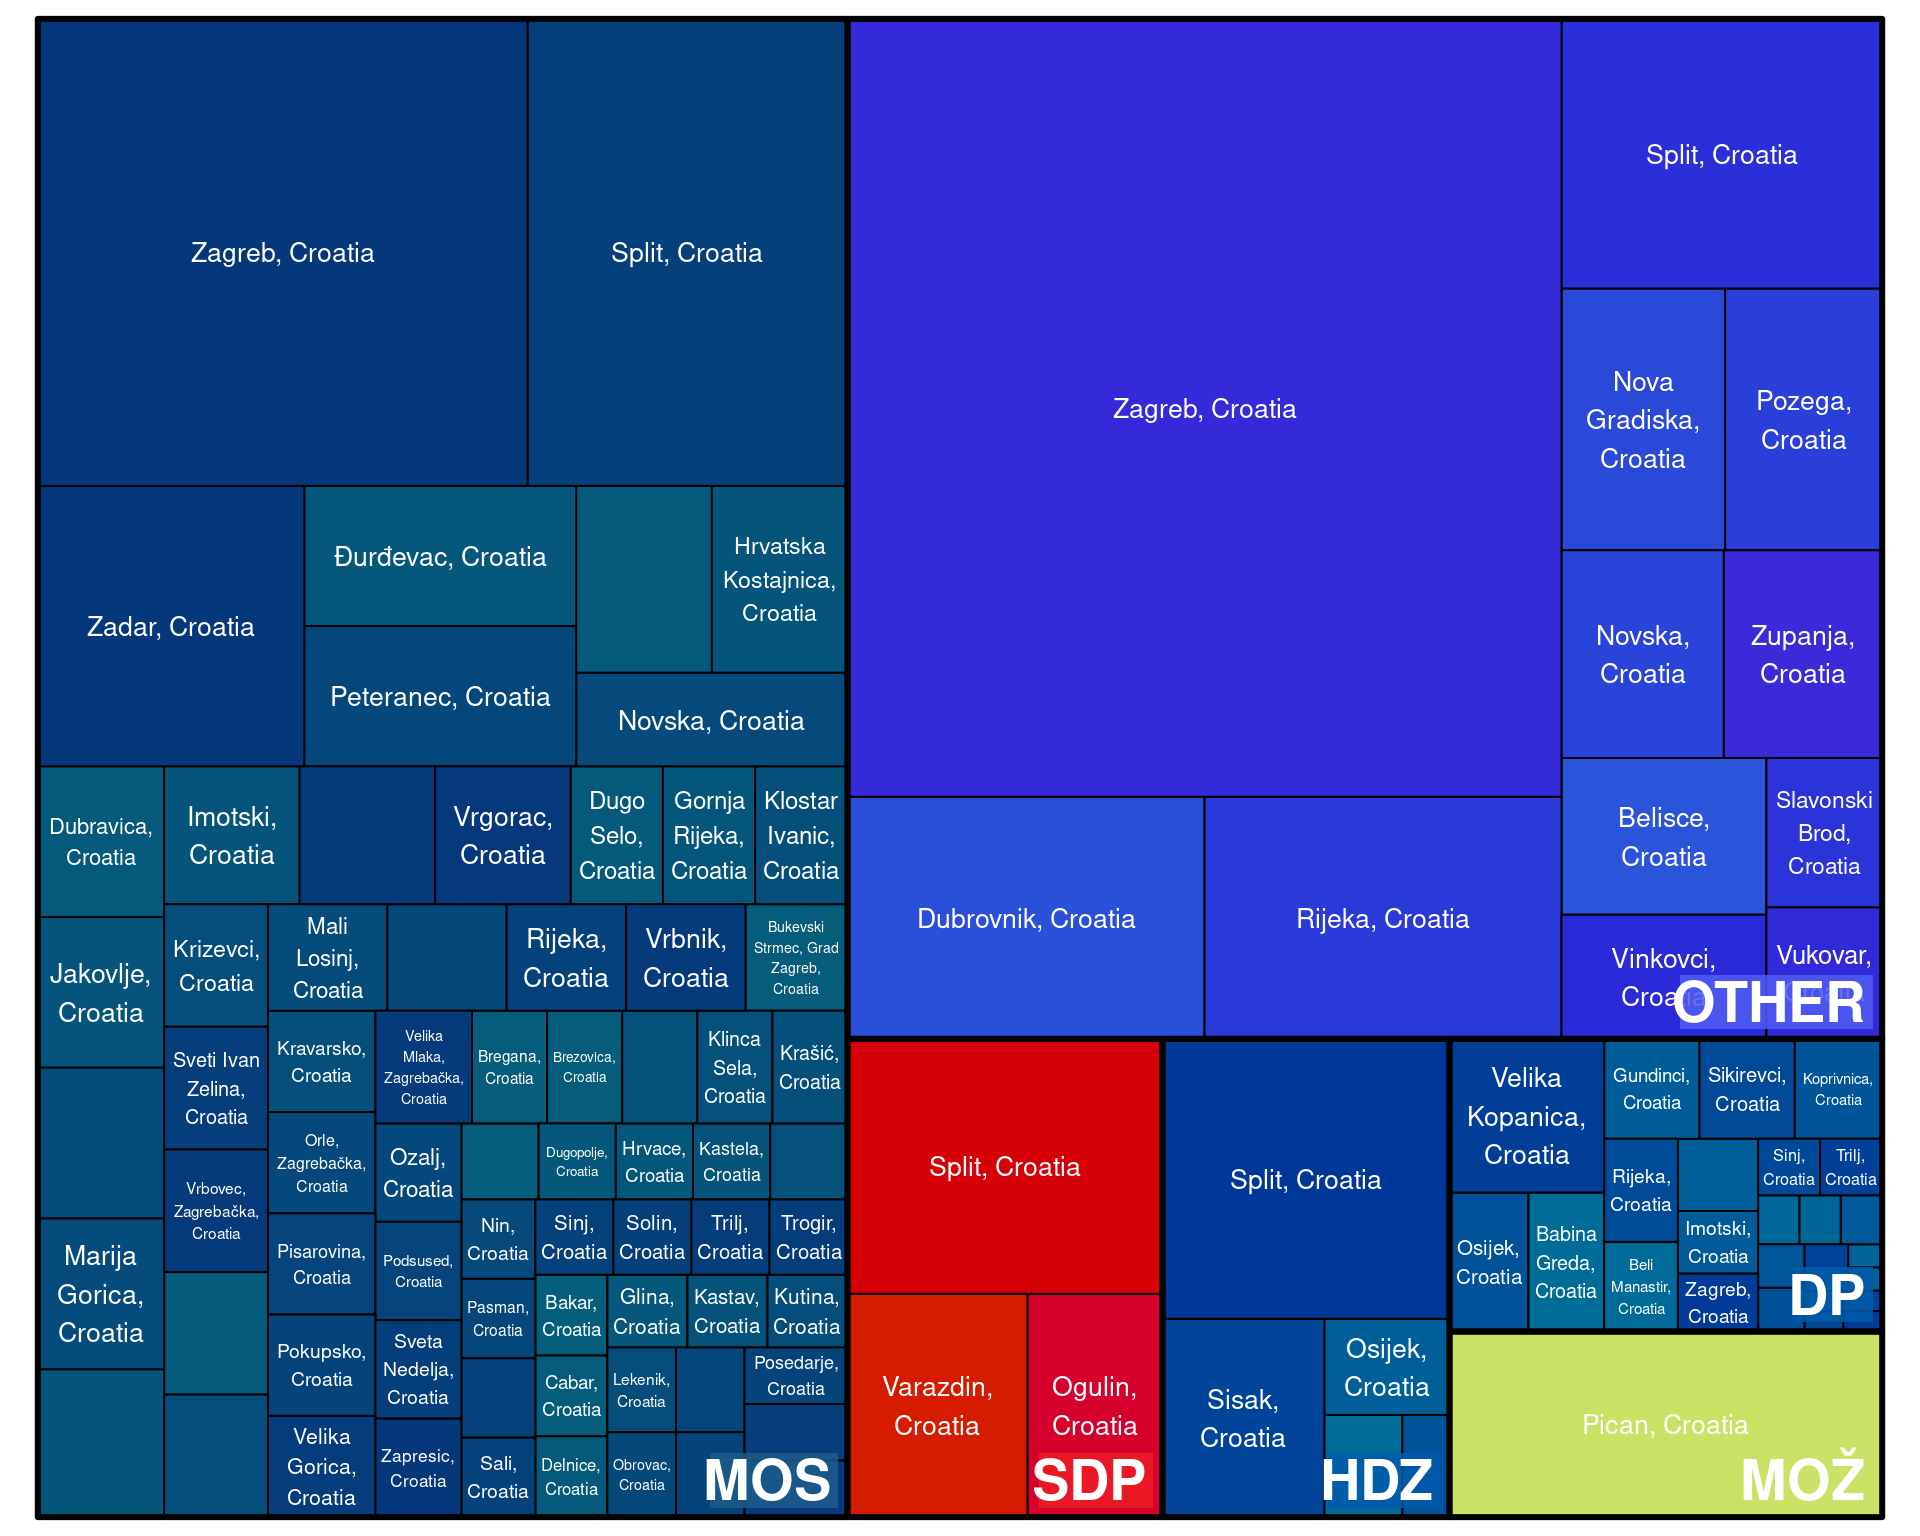 Zagreb, Croatia
Split, Croatia
Zadar, Croatia
Đurđevac, Croatia
Peteranec, Croatia
Hrvatska
Kostajnica,
Croatia
Novska, Croatia
Dubravica,
Croatia
Imotski,
Croatia
Vrgorac,
Croatia
Dugo
Selo,
Croatia
Gornja
Rijeka,
Croatia
Klostar
Ivanic,
Croatia
Jakovlje,
Croatia
Krizevci,
Croatia
Mali
Losinj,
Croatia
Rijeka,
Croatia
Vrbnik,
Croatia
Bukevski
Strmec, Grad
Zagreb,
Croatia
Sveti Ivan
Zelina,
Croatia
Kravarsko,
Croatia
Velika
Mlaka,
Zagrebačka,
Croatia
Bregana,
Croatia
Brezovica,
Croatia
Klinca
Sela,
Croatia
Krašić,
Croatia
Vrbovec,
Zagrebačka,
Croatia
Orle,
Zagrebačka,
Croatia
Ozalj,
Croatia
Dugopolje,
Croatia
Hrvace,
Croatia
Kastela,
Croatia
Marija
Gorica,
Croatia
Pisarovina,
Croatia
Podsused,
Croatia
Nin,
Croatia
Sinj,
Croatia
Solin,
Croatia
Trilj,
Croatia
Trogir,
Croatia
Pokupsko,
Croatia
Sveta
Nedelja,
Croatia
Pasman,
Croatia
Bakar,
Croatia
Glina,
Croatia
Kastav,
Croatia
Kutina,
Croatia
Cabar,
Croatia
Lekenik,
Croatia
Posedarje,
Croatia
Velika
Gorica,
Croatia
Zapresic,
Croatia
Sali,
Croatia
Delnice,
Croatia
Obrovac,
Croatia
MOS
Zagreb, Croatia
Split, Croatia
Nova
Gradiska,
Croatia
Pozega,
Croatia
Novska,
Croatia
Zupanja,
Croatia
Dubrovnik, Croatia
Rijeka, Croatia
Belisce,
Croatia
Slavonski
Brod,
Croatia
Vinkovci,
Croatia
Vukovar,
Croatia
OTHER
Split, Croatia
Varazdin,
Croatia
Ogulin,
Croatia
SDP
Split, Croatia
Sisak,
Croatia
Osijek,
Croatia
HDZ
Velika
Kopanica,
Croatia
Gundinci,
Croatia
Sikirevci,
Croatia
Koprivnica,
Croatia
Osijek,
Croatia
Babina
Greda,
Croatia
Rijeka,
Croatia
Beli
Manastir,
Croatia
Imotski,
Croatia
Zagreb,
Croatia
Sinj,
Croatia
Trilj,
Croatia
DP
Pican, Croatia
MOŽ